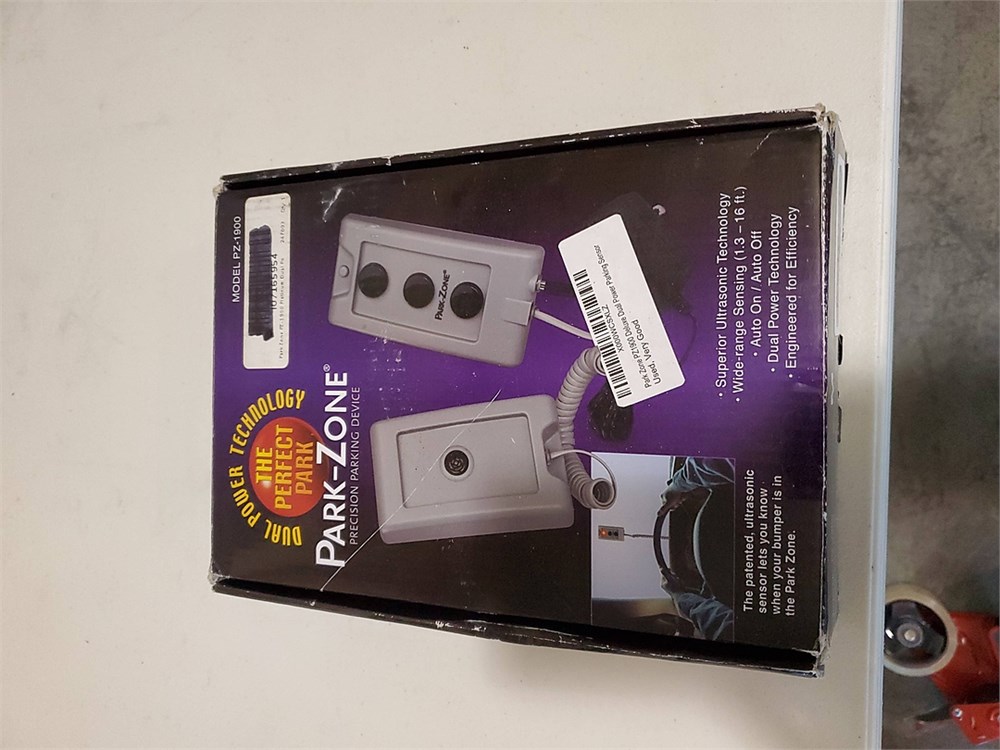 MODEL PZ-1900
107165954
DUAL POWER TECHNOLOGY
THE
PERFECT
PARK
PARK-ZONE®
PRECISION PARKING DEVICE
PARK-ZONE®
Park Zone PZ1900 Deluxe Dual Power Parking Sensor
Used, Very Good
• Superior Ultrasonic Technology
• Wide-range Sensing (1.3 – 16 ft.)
• Auto On / Auto Off
• Dual Power Technology
• Engineered for Efficiency
The patented, ultrasonic
sensor lets you know
when your bumper is in
the Park Zone.